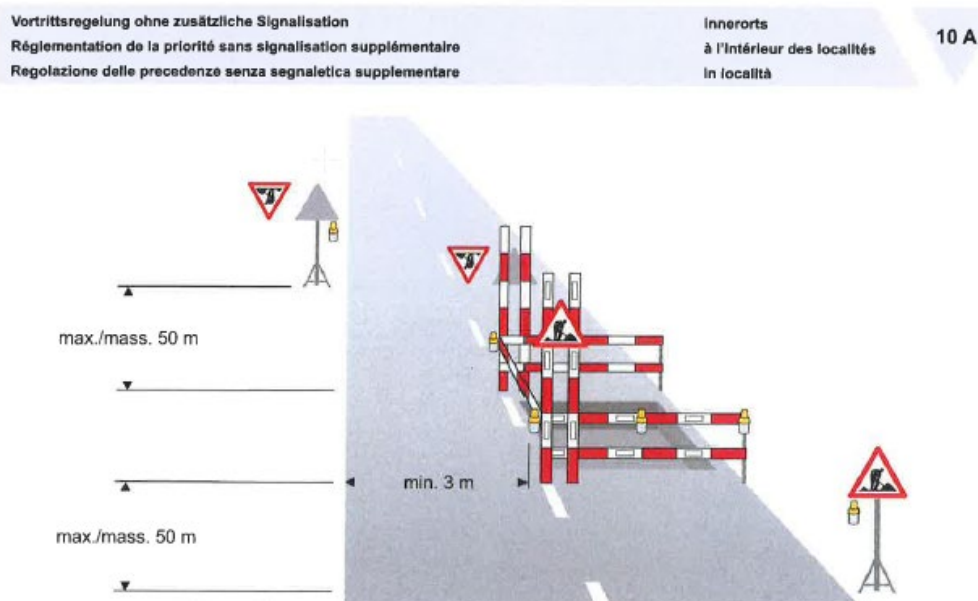 Vortrittsregelung ohne zusätzliche Signalisation
Réglementation de la priorité sans signalisation supplémentaire
Regolazione delle precedenze senza segnaletica supplementare
Innerorts
à l'intérieur des localités
In località
10 A
max./mass. 50 m
min. 3 m
max./mass. 50 m